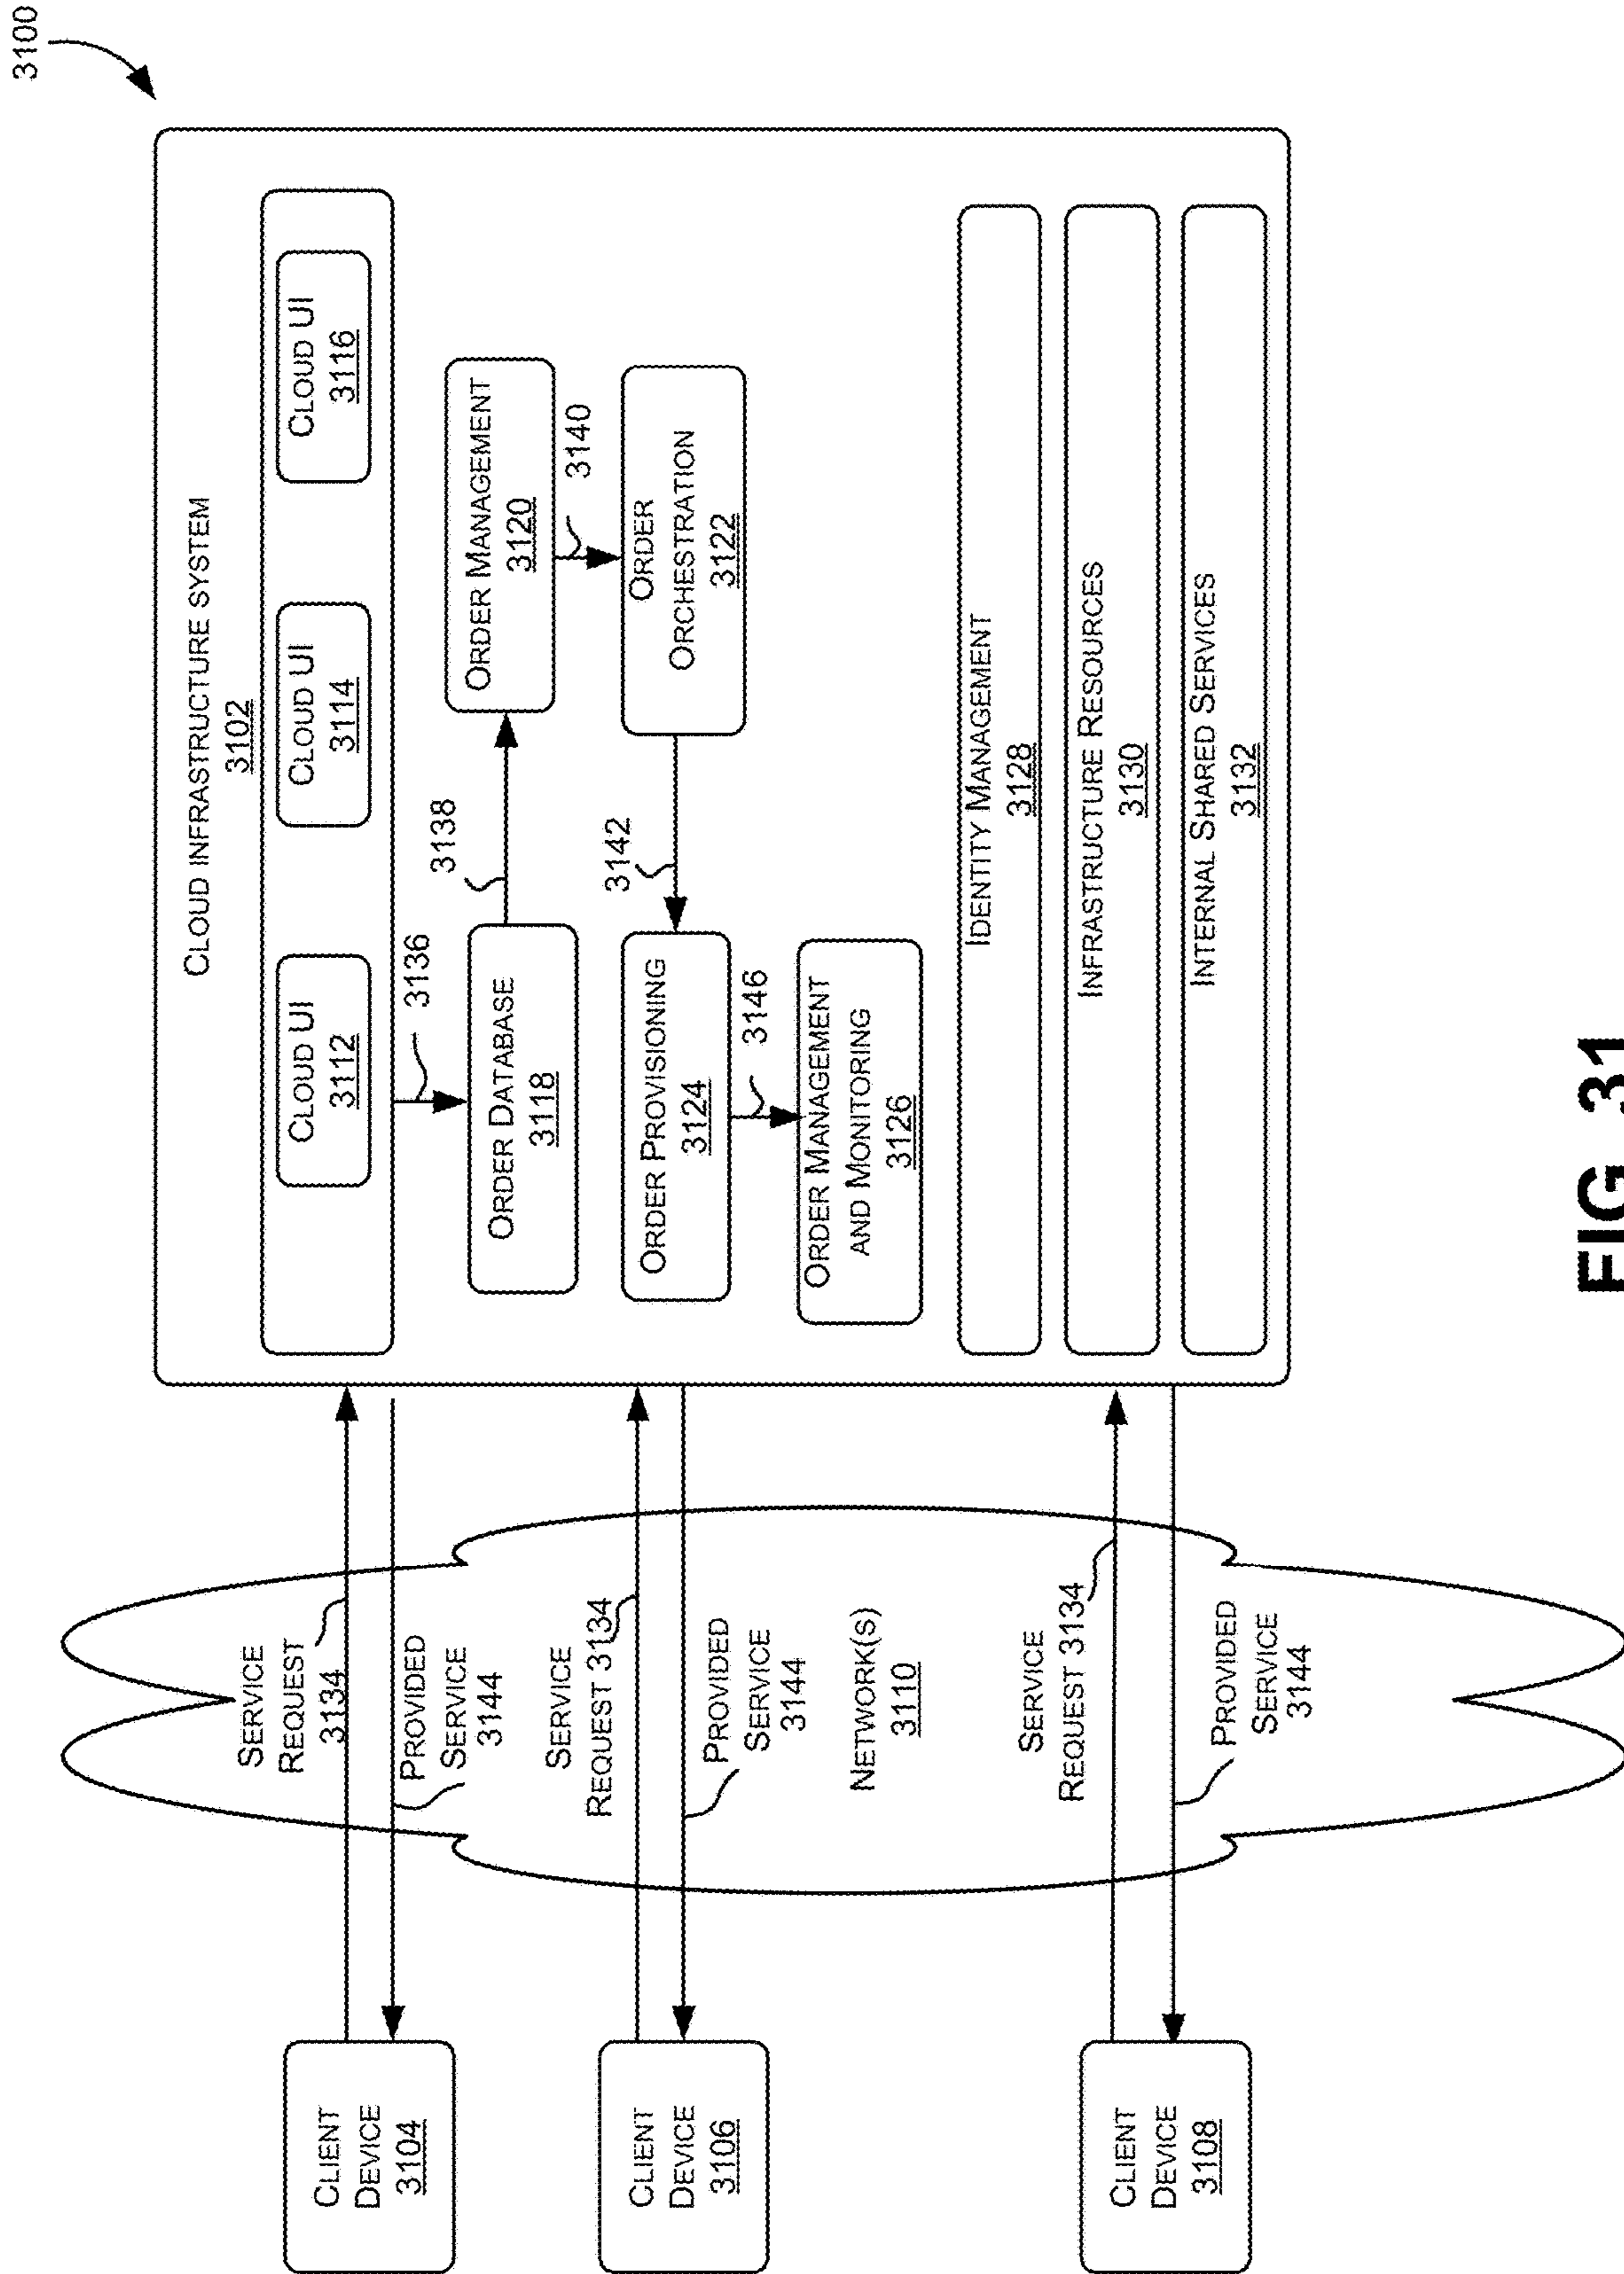 3100
CLOUD INFRASTRUCTURE SYSTEM
3102
CLOUD UI
3112
CLOUD UI
3114
CLOUD UI
3116
3136
ORDER DATABASE
3118
3138
ORDER MANAGEMENT
3120
3140
ORDER
ORCHESTRATION
3122
3142
ORDER PROVISIONING
3124
3146
ORDER MANAGEMENT
AND MONITORING
3126
IDENTITY MANAGEMENT
3128
INFRASTRUCTURE RESOURCES
3130
INTERNAL SHARED SERVICES
3132
SERVICE
REQUEST
3134
PROVIDED
SERVICE
3144
SERVICE
REQUEST 3134
PROVIDED
SERVICE
3144
NETWORK(S)
3110
SERVICE
REQUEST 3134
PROVIDED
SERVICE
3144
CLIENT
DEVICE
3104
CLIENT
DEVICE
3106
CLIENT
DEVICE
3108
FIG. 31